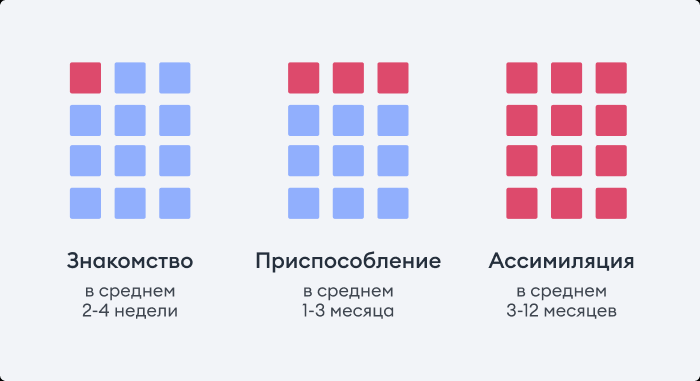 Знакомство
в среднем
2-4 недели
Приспособление
в среднем
1-3 месяца
Ассимиляция
в среднем
3-12 месяцев